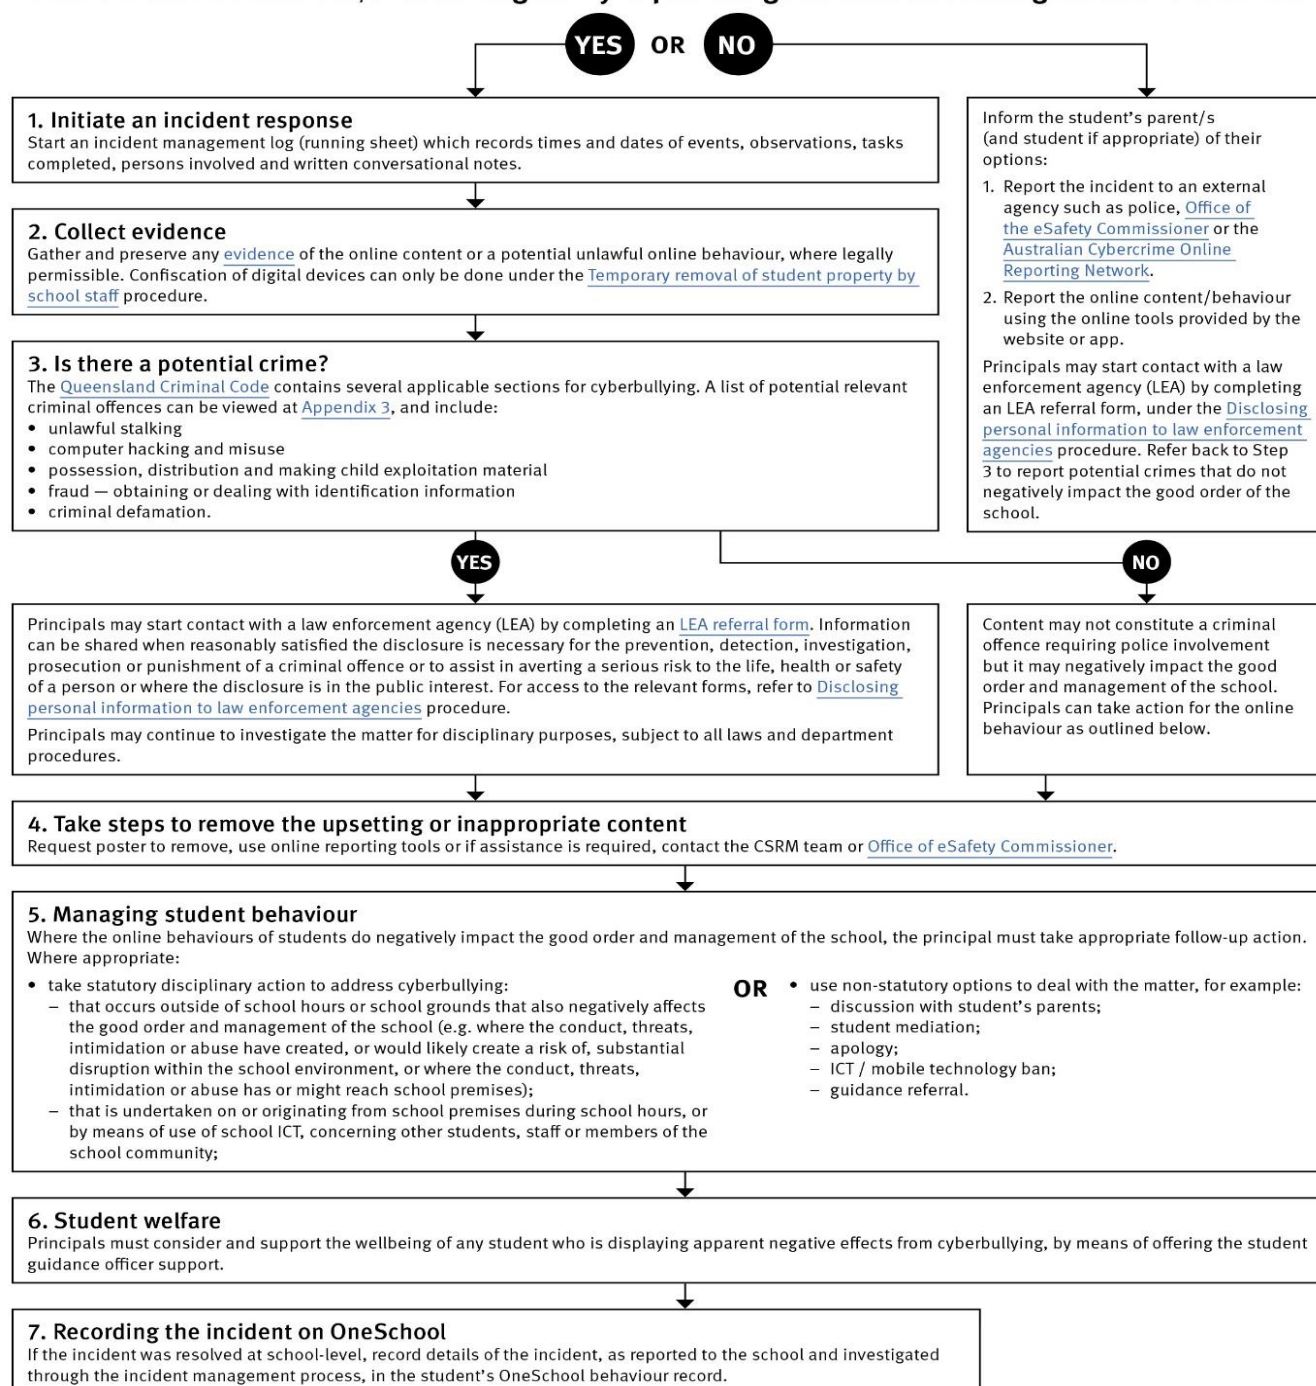 YES OR NO
1. Initiate an incident response
Start an incident management log (running sheet) which records times and dates of events, observations, tasks
completed, persons involved and written conversational notes.
2. Collect evidence
Gather and preserve any evidence of the online content or a potential unlawful online behaviour, where legally
permissible. Confiscation of digital devices can only be done under the Temporary removal of student property by
school staff procedure.
3. Is there a potential crime?
The Queensland Criminal Code contains several applicable sections for cyberbullying. A list of potential relevant
criminal offences can be viewed at Appendix 3, and include:
• unlawful stalking
• computer hacking and misuse
• possession, distribution and making child exploitation material
• fraud — obtaining or dealing with identification information
• criminal defamation.
Inform the student's parent/s
(and student if appropriate) of their
options:
1. Report the incident to an external
agency such as police, Office of
the eSafety Commissioner or the
Australian Cybercrime Online
Reporting Network.
2. Report the online content/behaviour
using the online tools provided by the
website or app.
Principals may start contact with a law
enforcement agency (LEA) by completing
an LEA referral form, under the Disclosing
personal information to law enforcement
agencies procedure. Refer back to Step
3 to report potential crimes that do not
negatively impact the good order of the
school.
YES
NO
Principals may start contact with a law enforcement agency (LEA) by completing an LEA referral form. Information
can be shared when reasonably satisfied the disclosure is necessary for the prevention, detection, investigation,
prosecution or punishment of a criminal offence or to assist in averting a serious risk to the life, health or safety
of a person or where the disclosure is in the public interest. For access to the relevant forms, refer to Disclosing
personal information to law enforcement agencies procedure.
Principals may continue to investigate the matter for disciplinary purposes, subject to all laws and department
procedures.
Content may not constitute a criminal
offence requiring police involvement
but it may negatively impact the good
order and management of the school.
Principals can take action for the online
behaviour as outlined below.
4. Take steps to remove the upsetting or inappropriate content
Request poster to remove, use online reporting tools or if assistance is required, contact the CSRM team or Office of eSafety Commissioner.
5. Managing student behaviour
Where the online behaviours of students do negatively impact the good order and management of the school, the principal must take appropriate follow-up action.
Where appropriate:
• take statutory disciplinary action to address cyberbullying:
– that occurs outside of school hours or school grounds that also negatively affects
the good order and management of the school (e.g. where the conduct, threats,
intimidation or abuse have created, or would likely create a risk of, substantial
disruption within the school environment, or where the conduct, threats,
intimidation or abuse has or might reach school premises);
– that is undertaken on or originating from school premises during school hours, or
by means of use of school ICT, concerning other students, staff or members of the
school community;
OR
• use non-statutory options to deal with the matter, for example:
– discussion with student's parents;
– student mediation;
– apology;
– ICT / mobile technology ban;
– guidance referral.
6. Student welfare
Principals must consider and support the wellbeing of any student who is displaying apparent negative effects from cyberbullying, by means of offering the student
guidance officer support.
7. Recording the incident on OneSchool
If the incident was resolved at school-level, record details of the incident, as reported to the school and investigated
through the incident management process, in the student's OneSchool behaviour record.